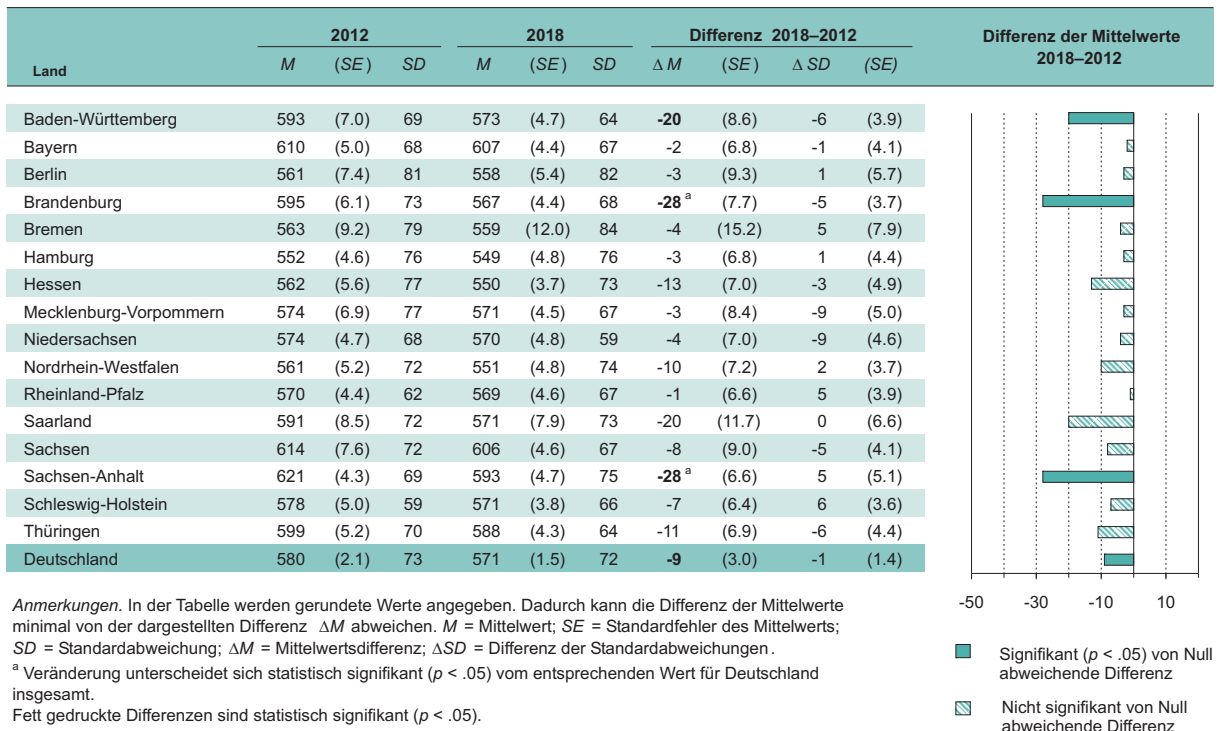 2012 2018 Differenz 2018–2012 Differenz der Mittelwerte
2018–2012
Land M (SE) SD M (SE) SD Δ M (SE) Δ SD (SE)
Baden-Württemberg 593 (7.0) 69 573 (4.7) 64 -20 (8.6) -6 (3.9)
Bayern 610 (5.0) 68 607 (4.4) 67 -2 (6.8) -1 (4.1)
Berlin 561 (7.4) 81 558 (5.4) 82 -3 (9.3) 1 (5.7)
Brandenburg 595 (6.1) 73 567 (4.4) 68 -28 a (7.7) -5 (3.7)
Bremen 563 (9.2) 79 559 (12.0) 84 -4 (15.2) 5 (7.9)
Hamburg 552 (4.6) 76 549 (4.8) 76 -3 (6.8) 1 (4.4)
Hessen 562 (5.6) 77 550 (3.7) 73 -13 (7.0) -3 (4.9)
Mecklenburg-Vorpommern 574 (6.9) 77 571 (4.5) 67 -3 (8.4) -9 (5.0)
Niedersachsen 574 (4.7) 68 570 (4.8) 59 -4 (7.0) -9 (4.6)
Nordrhein-Westfalen 561 (5.2) 72 551 (4.8) 74 -10 (7.2) 2 (3.7)
Rheinland-Pfalz 570 (4.4) 62 569 (4.6) 67 -1 (6.6) 5 (3.9)
Saarland 591 (8.5) 72 571 (7.9) 73 -20 (11.7) 0 (6.6)
Sachsen 614 (7.6) 72 606 (4.6) 67 -8 (9.0) -5 (4.1)
Sachsen-Anhalt 621 (4.3) 69 593 (4.7) 75 -28 a (6.6) 5 (5.1)
Schleswig-Holstein 578 (5.0) 59 571 (3.8) 66 -7 (6.4) 6 (3.6)
Thüringen 599 (5.2) 70 588 (4.3) 64 -11 (6.9) -6 (4.4)
Deutschland 580 (2.1) 73 571 (1.5) 72 -9 (3.0) -1 (1.4)
-50 -30 -10 10
Anmerkungen. In der Tabelle werden gerundete Werte angegeben. Dadurch kann die Differenz der Mittelwerte
minimal von der dargestellten Differenz ΔM abweichen. M = Mittelwert; SE = Standardfehler des Mittelwerts;
SD = Standardabweichung; ΔM = Mittelwertsdifferenz; ΔSD = Differenz der Standardabweichungen.
a Veränderung unterscheidet sich statistisch signifikant (p < .05) vom entsprechenden Wert für Deutschland
insgesamt.
Fett gedruckte Differenzen sind statistisch signifikant (p < .05).
Signifikant (p < .05) von Null
abweichende Differenz
Nicht signifikant von Null
abweichende Differenz